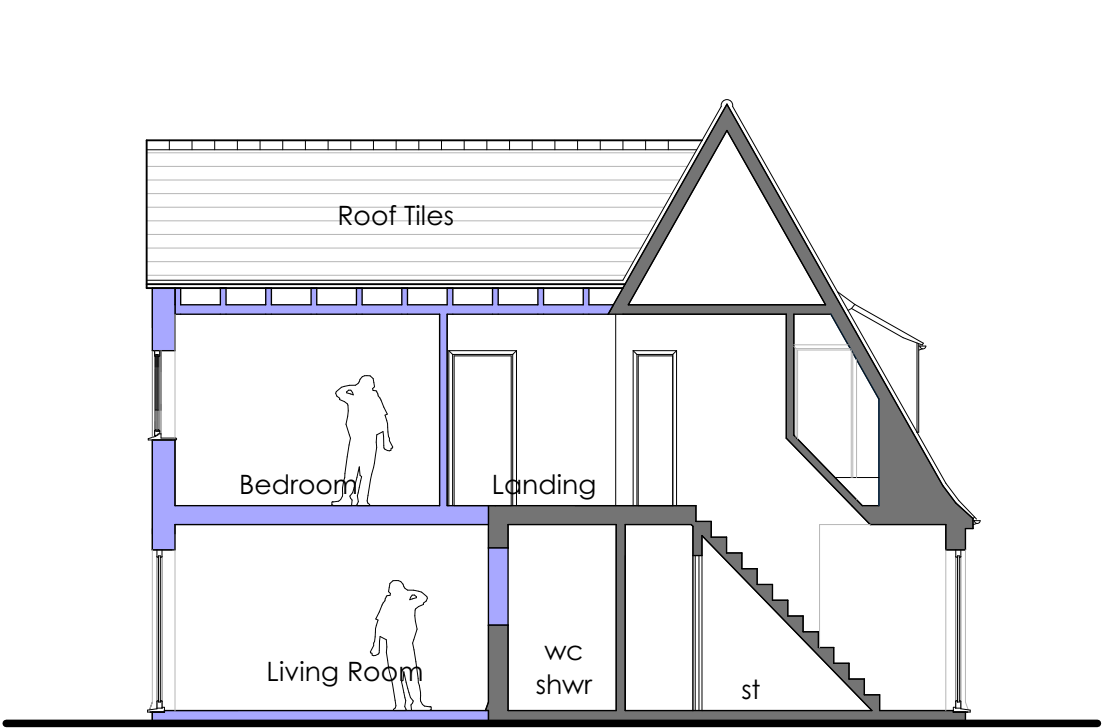 Roof Tiles
Bedroom
Landing
Living Room
wc
shwr
st